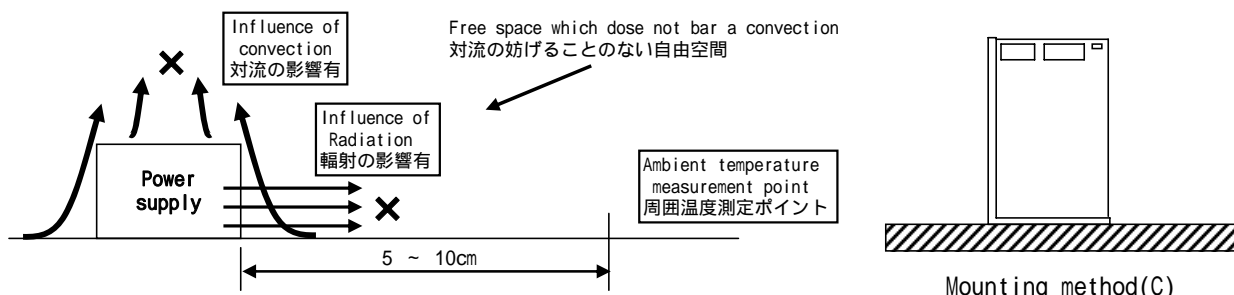 Influence of
convection
対流の影響有
Free space which dose not bar a convection
対流の妨げることのない自由空間
Influence of
Radiation
輻射の影響有
Power
supply
Ambient temperature
measurement point
周囲温度測定ポイント
5 ~ 10cm
Mounting method(C)